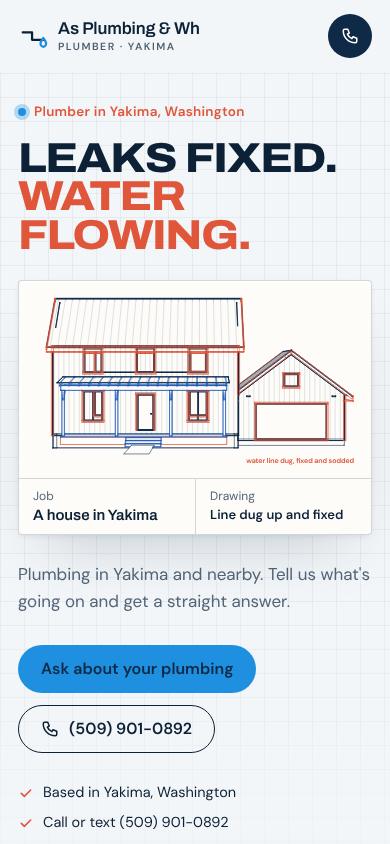 As Plumbing & Wh
PLUMBER · YAKIMA
Plumber in Yakima, Washington
LEAKS FIXED.
WATER
FLOWING.
water line dug, fixed and sodded
Job
A house in Yakima
Drawing
Line dug up and fixed
Plumbing in Yakima and nearby. Tell us what's
going on and get a straight answer.
Ask about your plumbing
(509) 901-0892
Based in Yakima, Washington
Call or text (509) 901-0892